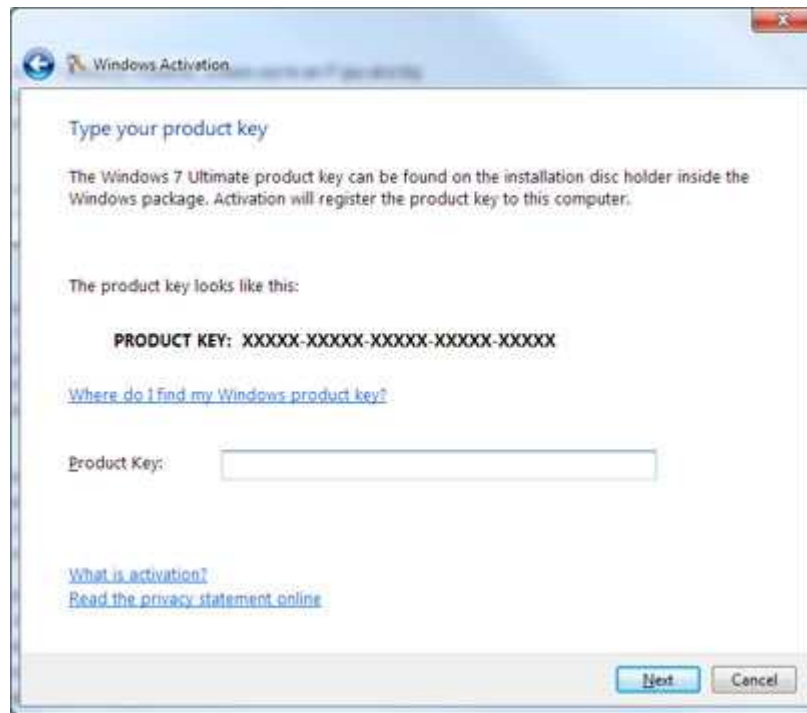 Windows Activation
Type your product key
The Windows 7 Ultimate product key can be found on the installation disc holder inside the
Windows package. Activation will register the product key to this computer.
The product key looks like this:
PRODUCT KEY: XXXXX-XXXXX-XXXXX-XXXXX-XXXXX
Where do I find my Windows product key?
Product Key:
What is activation?
Read the privacy statement online
Next Cancel